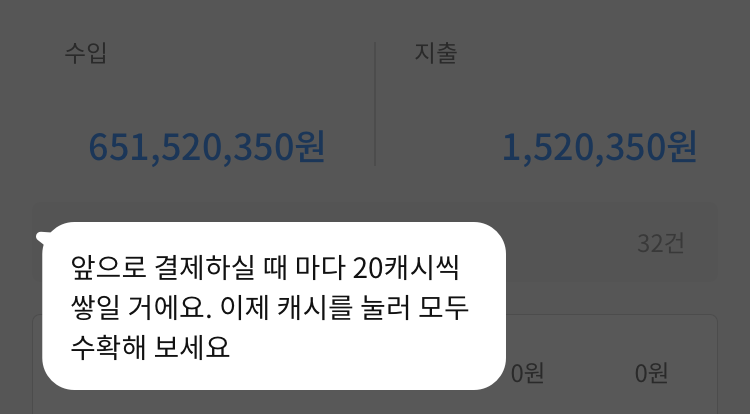 수입
지출
651,520,350원
1,520,350원
32건
앞으로 결제하실 때 마다 20캐시씩
쌓일 거에요. 이제 캐시를 눌러 모두
수확해 보세요
0원
0원